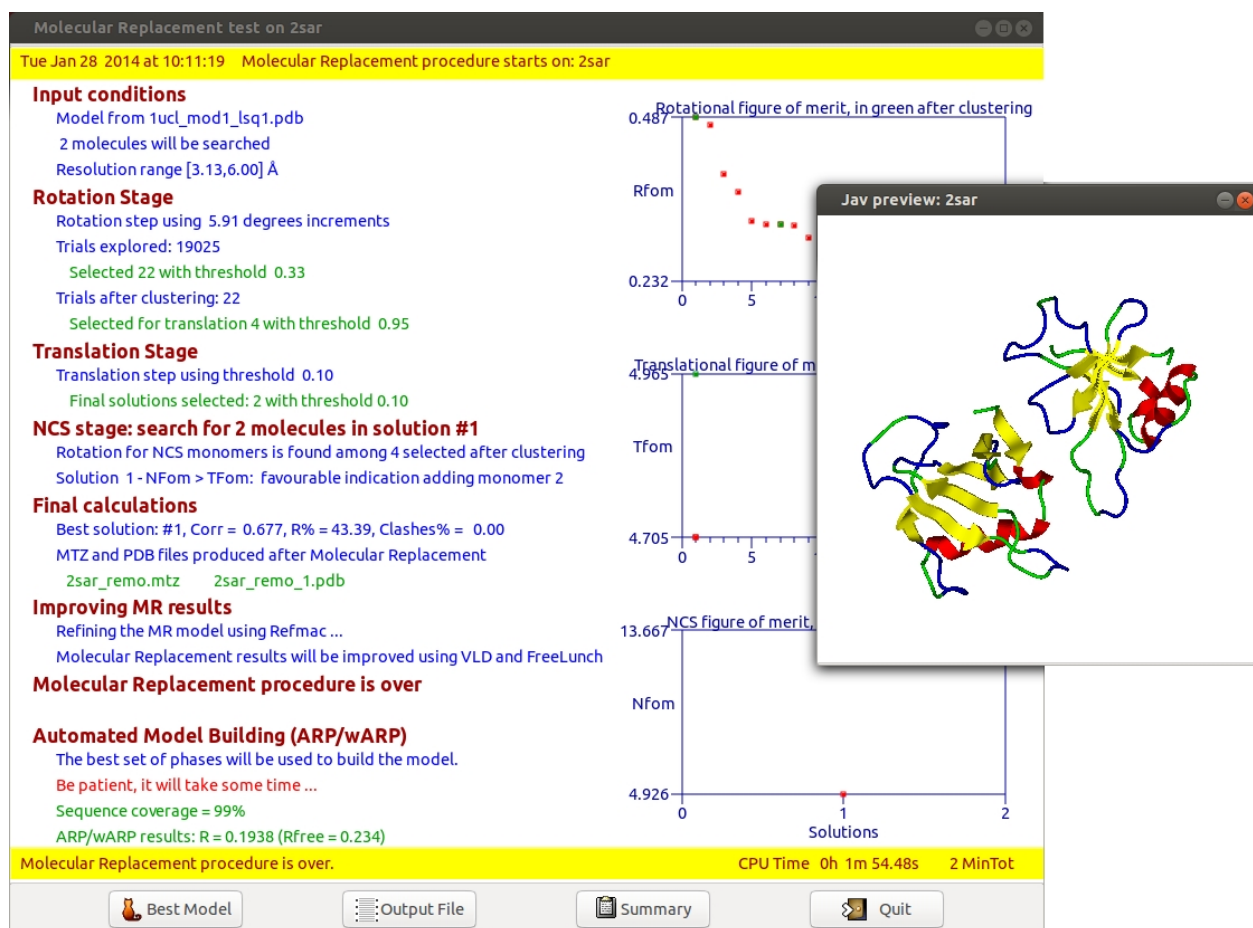 Molecular Replacement test on 2sar
Tue Jan 28 2014 at 10:11:19 Molecular Replacement procedure starts on: 2sar
Input conditions
Model from 1ucl_mod1_lsq1.pdb
2 molecules will be searched
Resolution range [3.13,6.00] Å
Rotation Stage
Rotation step using 5.91 degrees increments
Trials explored: 19025
Selected 22 with threshold 0.33
Trials after clustering: 22
Selected for translation 4 with threshold 0.95
Translation Stage
Translation step using threshold 0.10
Final solutions selected: 2 with threshold 0.10
NCS stage: search for 2 molecules in solution #1
Rotation for NCS monomers is found among 4 selected after clustering
Solution 1 - NFom > TFom: favourable indication adding monomer 2
Final calculations
Best solution: #1, Corr = 0.677, R% = 43.39, Clashes% = 0.00
MTZ and PDB files produced after Molecular Replacement
2sar_remo.mtz 2sar_remo_1.pdb
Improving MR results
Refining the MR model using Refmac ...
Molecular Replacement results will be improved using VLD and FreeLunch
Molecular Replacement procedure is over
Automated Model Building (ARP/wARP)
The best set of phases will be used to build the model.
Be patient, it will take some time ...
Sequence coverage = 99%
ARP/wARP results: R = 0.1938 (Rfree = 0.234)
Rotational figure of merit, in green after clustering
0.487
Rfom
0.232
0 5
Translational figure of m
4.965
Tfom
4.705
0 5
NCS figure of merit,
13.667
Nfom
4.926
0 1 2
Solutions
Jav preview: 2sar
Molecular Replacement procedure is over. CPU Time 0h 1m 54.48s 2 MinTot
Best Model Output File Summary Quit